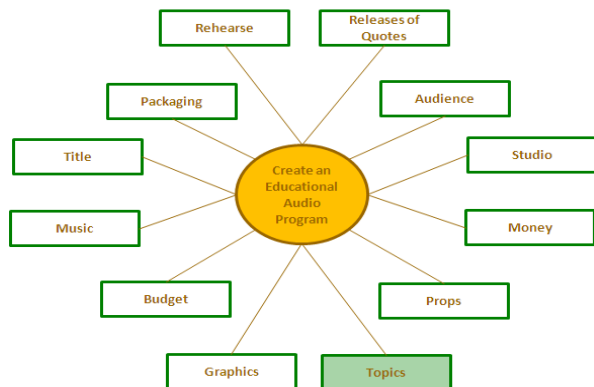 Rehearse
Releases of
Quotes
Packaging
Audience
Title
Studio
Create an
Educational
Audio
Program
Music
Money
Budget
Props
Graphics
Topics